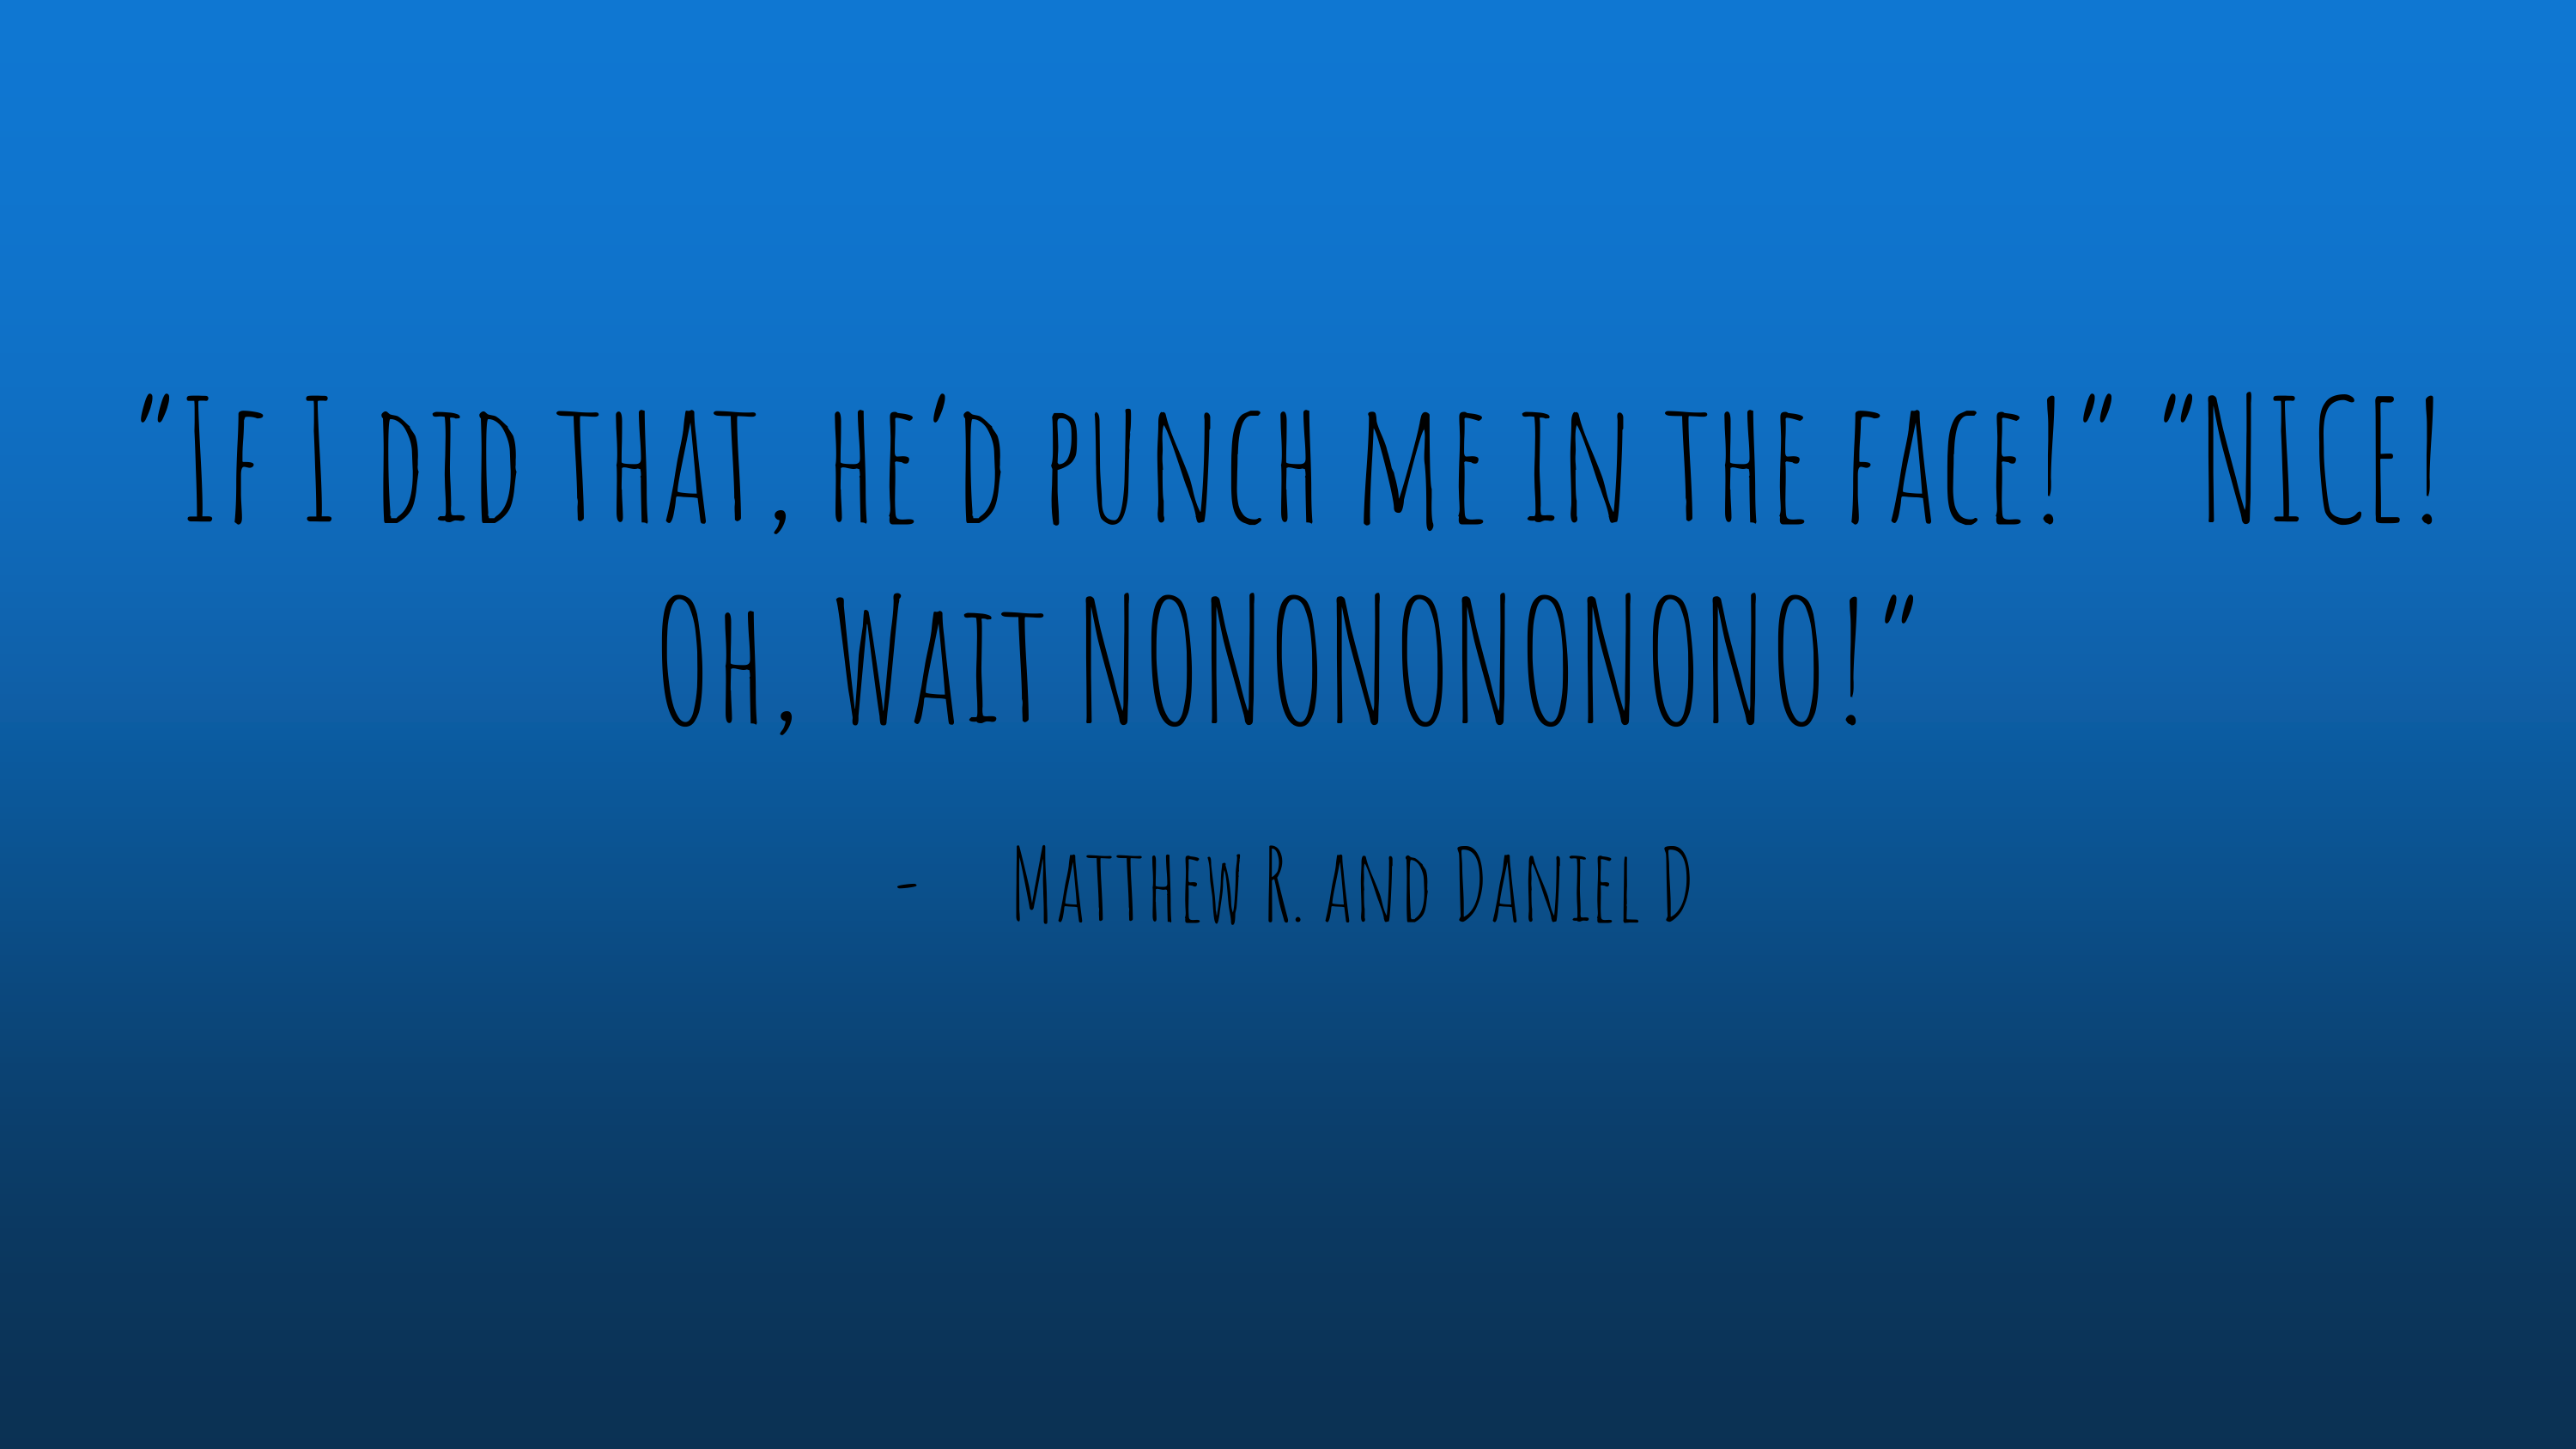 “If I did that, he’d punch me in the face!” “NICE!
Oh, Wait NONONONONONO!”
- Matthew R. and Daniel D